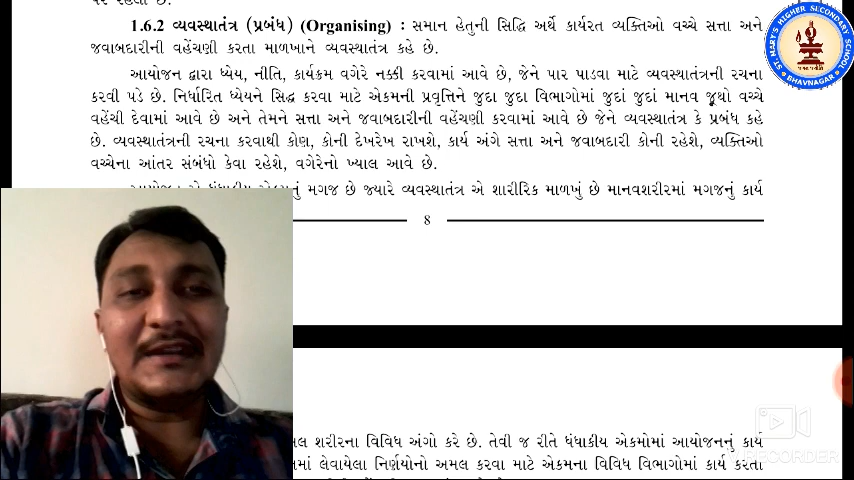 1.6.2 વ્યવસ્થાતંત્ર (પ્રબંધ) (Organising) : સમાન હેતુની સિદ્ધિ અર્થે કાર્યરત વ્યક્તિઓ વચ્ચે સત્તા અને
જવાબદારીની વહેંચણી કરતા માળખાને વ્યવસ્થાતંત્ર કહે છે.
આયોજન દ્વારા ધ્યેય, નીતિ, કાર્યક્રમ વગેરે નક્કી કરવામાં આવે છે, જેને પાર પાડવા માટે વ્યવસ્થાતંત્રની રચના
કરવી પડે છે. નિર્ધારિત ધ્યેયને સિદ્ધ કરવા માટે એકમની પ્રવૃત્તિને જુદા જુદા વિભાગોમાં જુદાં જુદાં માનવ જૂથો વચ્ચે
વહેંચી દેવામાં આવે છે અને તેમને સત્તા અને જવાબદારીની વહેંચણી કરવામાં આવે છે જેને વ્યવસ્થાતંત્ર કે પ્રબંધ કહે
છે. વ્યવસ્થાતંત્રની રચના કરવાથી કોણ, કોની દેખરેખ રાખશે, કાર્ય અંગે સત્તા અને જવાબદારી કોની રહેશે, વ્યક્તિઓ
વચ્ચેના આંતર સંબંધો કેવા રહેશે, વગેરેનો ખ્યાલ આવે છે.
મગજ છે જ્યારે વ્યવસ્થાતંત્ર એ શારીરિક માળખું છે માનવશરીરમાં મગજનું કાર્ય
8
શરીરના વિવિધ અંગો કરે છે. તેવી જ રીતે ધંધાકીય એકમોમાં આયોજનનું કાર્ય
લેવાયેલા નિર્ણયોનો અમલ કરવા માટે એકમના વિવિધ વિભાગોમાં કાર્ય કરતા
ST. MARY'S HIGHER SECONDARY SCHOOL
BHAVNAGAR
RECORDER